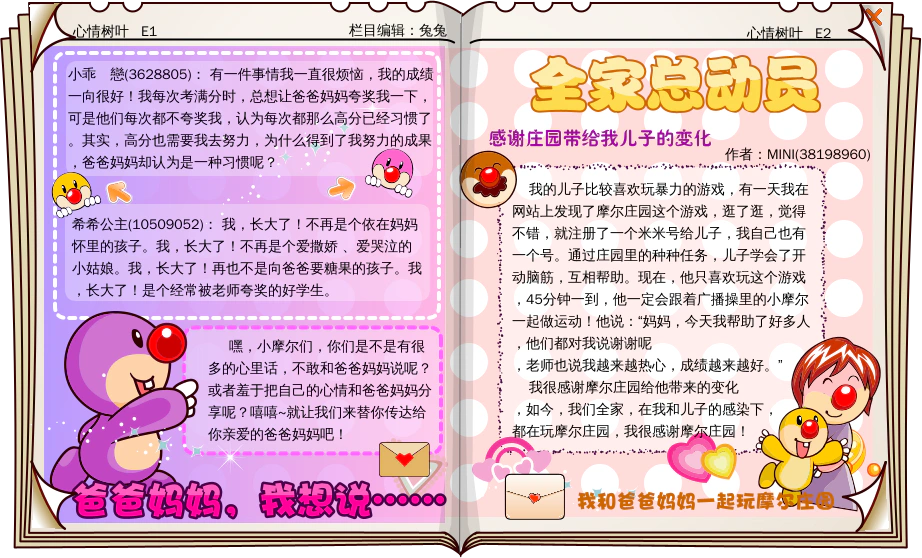 心情树叶 E1
栏目编辑：兔兔
小乖 戀(3628805)： 有一件事情我一直很烦恼，我的成绩
一向很好！我每次考满分时，总想让爸爸妈妈夸奖我一下，
可是他们每次都不夸奖我，认为每次都那么高分已经习惯了
。其实，高分也需要我去努力，为什么得到了我努力的成果
，爸爸妈妈却认为是一种习惯呢？
希希公主(10509052)： 我，长大了！不再是个依在妈妈
怀里的孩子。我，长大了！不再是个爱撒娇 、爱哭泣的
小姑娘。我，长大了！再也不是向爸爸要糖果的孩子。我
，长大了！是个经常被老师夸奖的好学生。
嘿，小摩尔们，你们是不是有很
多的心里话，不敢和爸爸妈妈说呢？
或者羞于把自己的心情和爸爸妈妈分
享呢？嘻嘻~就让我们来替你传达给
你亲爱的爸爸妈妈吧！
爸爸妈妈，我想说……
心情树叶 E2
全家总动员
感谢庄园带给我儿子的变化
作者：MINI(38198960)
我的儿子比较喜欢玩暴力的游戏，有一天我在
网站上发现了摩尔庄园这个游戏，逛了逛，觉得
不错，就注册了一个米米号给儿子，我自己也有
一个号。通过庄园里的种种任务，儿子学会了开
动脑筋，互相帮助。现在，他只喜欢玩这个游戏
，45分钟一到，他一定会跟着广播操里的小摩尔
一起做运动！他说：“妈妈，今天我帮助了好多人
，他们都对我说谢谢呢
，老师也说我越来越热心，成绩越来越好。”
我很感谢摩尔庄园给他带来的变化
，如今，我们全家，在我和儿子的感染下，
都在玩摩尔庄园，我很感谢摩尔庄园！
我和爸爸妈妈一起玩摩尔庄园